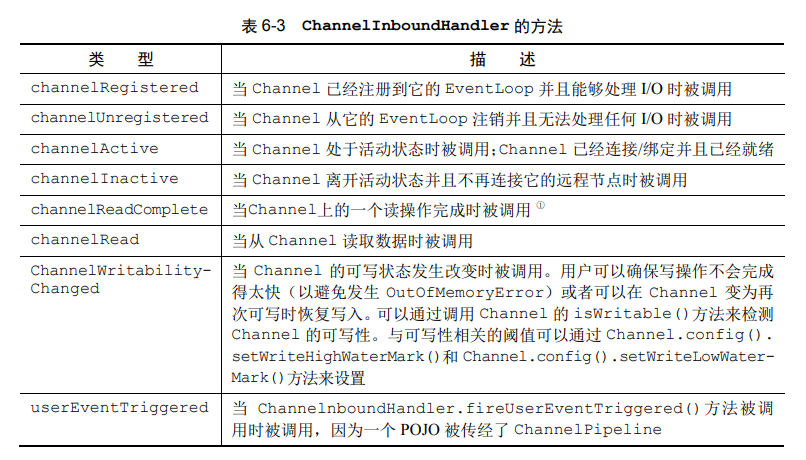 表 6-3 ChannelInboundHandler 的方法
类 型 描 述
channelRegistered 当 Channel 已经注册到它的 EventLoop 并且能够处理 I/O 时被调用
channelUnregistered 当 Channel 从它的 EventLoop 注销并且无法处理任何 I/O 时被调用
channelActive 当 Channel 处于活动状态时被调用;Channel 已经连接/绑定并且已经就绪
channelInactive 当 Channel 离开活动状态并且不再连接它的远程节点时被调用
channelReadComplete 当Channel上的一个读操作完成时被调用①
channelRead 当从 Channel 读取数据时被调用
ChannelWritability- 当 Channel 的可写状态发生改变时被调用。用户可以确保写操作不会完成
Changed 得太快（以避免发生 OutOfMemoryError）或者可以在 Channel 变为再
次可写时恢复写入。可以通过调用 Channel 的 isWritable()方法来检测
Channel 的可写性。与可写性相关的阈值可以通过 Channel.config().
setWriteHighWaterMark()和 Channel.config().setWriteLowWater-
Mark()方法来设置
userEventTriggered 当 ChannelnboundHandler.fireUserEventTriggered()方法被调
用时被调用，因为一个 POJO 被传经了 ChannelPipeline